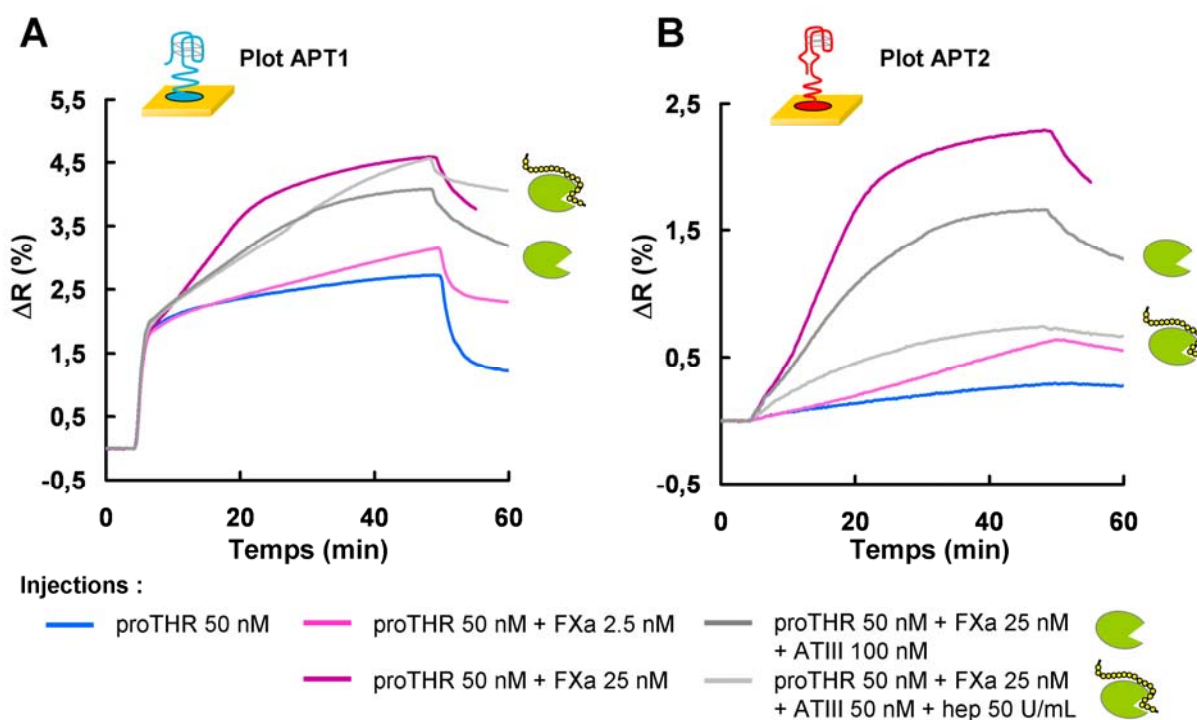 A
Plot APT1
5,5
4,5
3,5
2,5
1,5
0,5
-0,5
ΔR (%)
0
20
40
60
Temps (min)
B
Plot APT2
2,5
1,5
0,5
-0,5
ΔR (%)
0
20
40
60
Temps (min)
Injections :
proTHR 50 nM
proTHR 50 nM + FXa 2.5 nM
proTHR 50 nM + FXa 25 nM
+ ATIII 100 nM
proTHR 50 nM + FXa 25 nM
proTHR 50 nM + FXa 25 nM
+ ATIII 50 nM + hep 50 U/mL